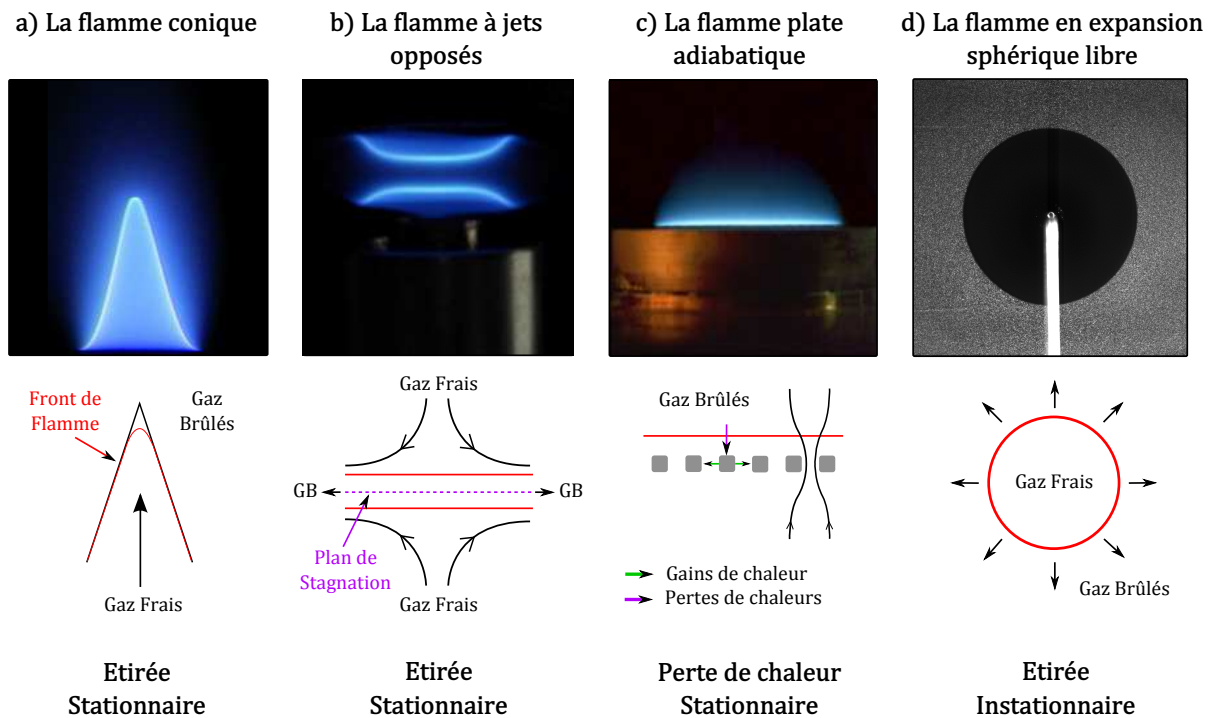 a) La flamme conique
b) La flamme à jets
opposés
c) La flamme plate
adiabatique
d) La flamme en expansion
sphérique libre
Front de
Flamme
Gaz
Brûlés
Gaz Frais
Gaz Frais
GB
GB
Plan de
Stagnation
Gaz Frais
Gaz Brûlés
Gains de chaleur
Pertes de chaleurs
Gaz Frais
Gaz Brûlés
Etirée
Stationnaire
Etirée
Stationnaire
Perte de chaleur
Stationnaire
Etirée
Instationnaire